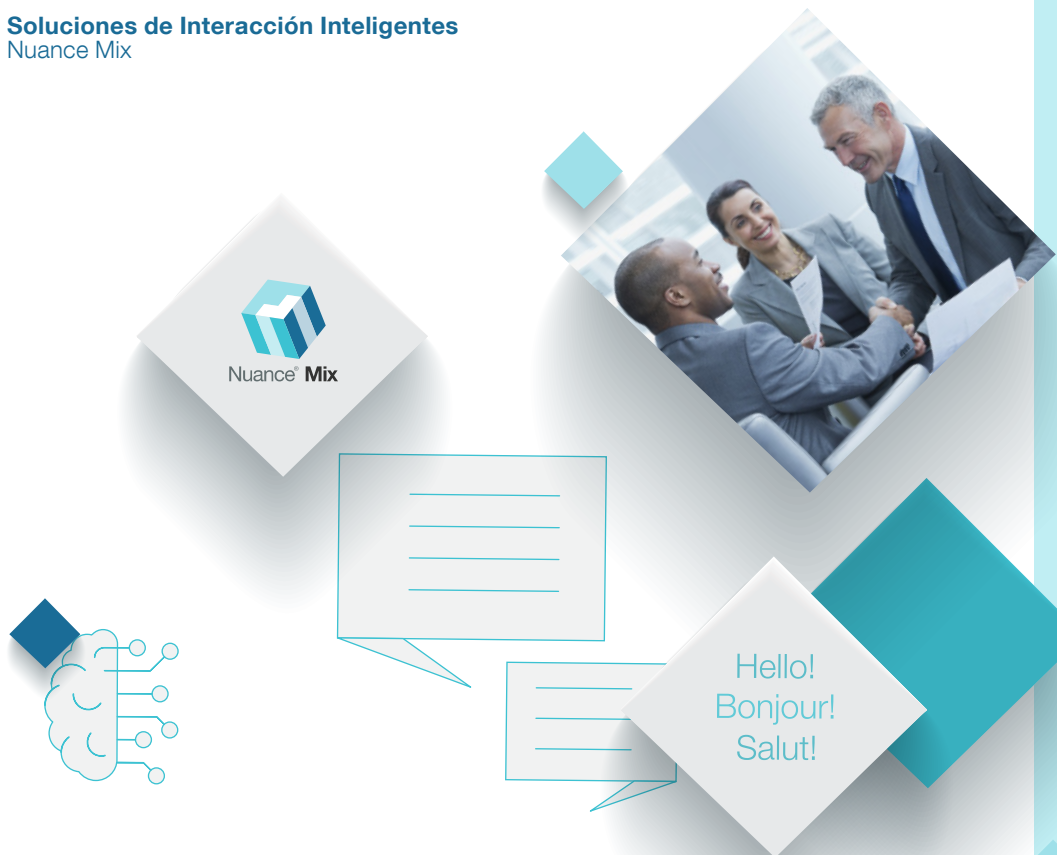 Soluciones de Interacción Inteligentes
Nuance Mix
Nuance® Mix
Hello!
Bonjour!
Salut!